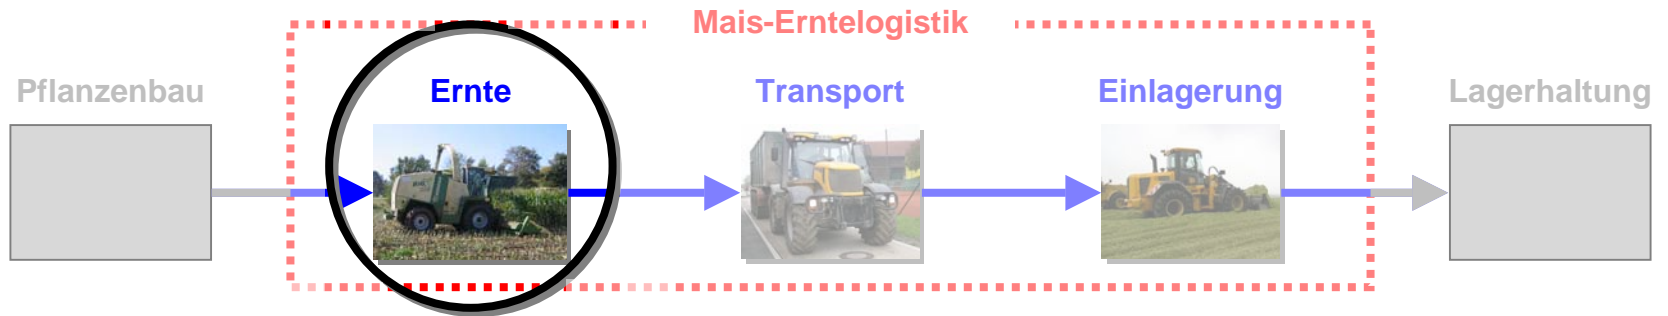 Mais-Erntelogistik
Pflanzenbau
Ernte
Transport
Einlagerung
Lagerhaltung